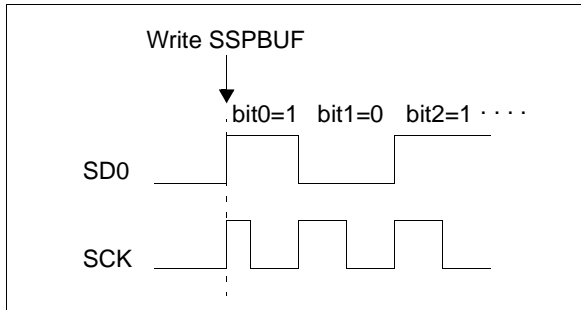 Write SSPBUF
bit0=1 bit1=0 bit2=1 · · · ·
SD0
SCK